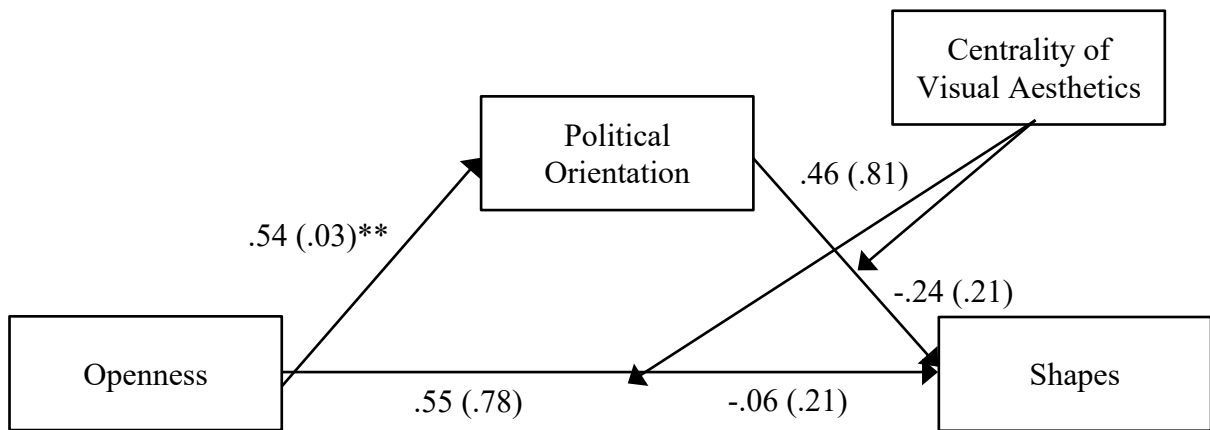 Centrality of
Visual Aesthetics
Political
Orientation
.46 (.81)
.54 (.03)**
-.24 (.21)
Openness
Shapes
.55 (.78)
-.06 (.21)